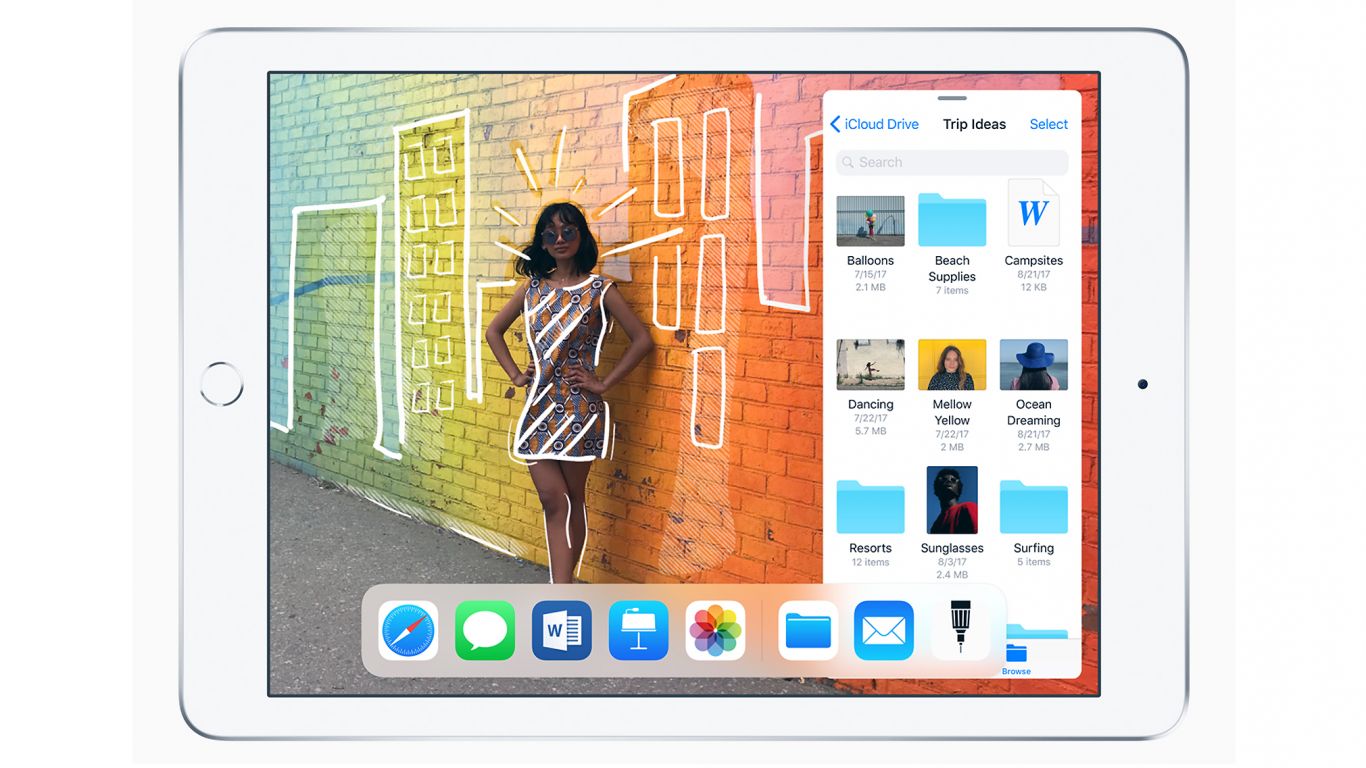 iCloud Drive Trip Ideas Select
Search
W
Balloons
7/15/17
2.1 MB
Beach
Supplies
7 items
Campsites
8/21/17
12 KB
Dancing
7/22/17
5.7 MB
Mellow
Yellow
7/22/17
2 MB
Ocean
Dreaming
8/21/17
2.7 MB
Resorts
12 items
Sunglasses
8/3/17
2.4 MB
Surfing
5 items
W
Browse